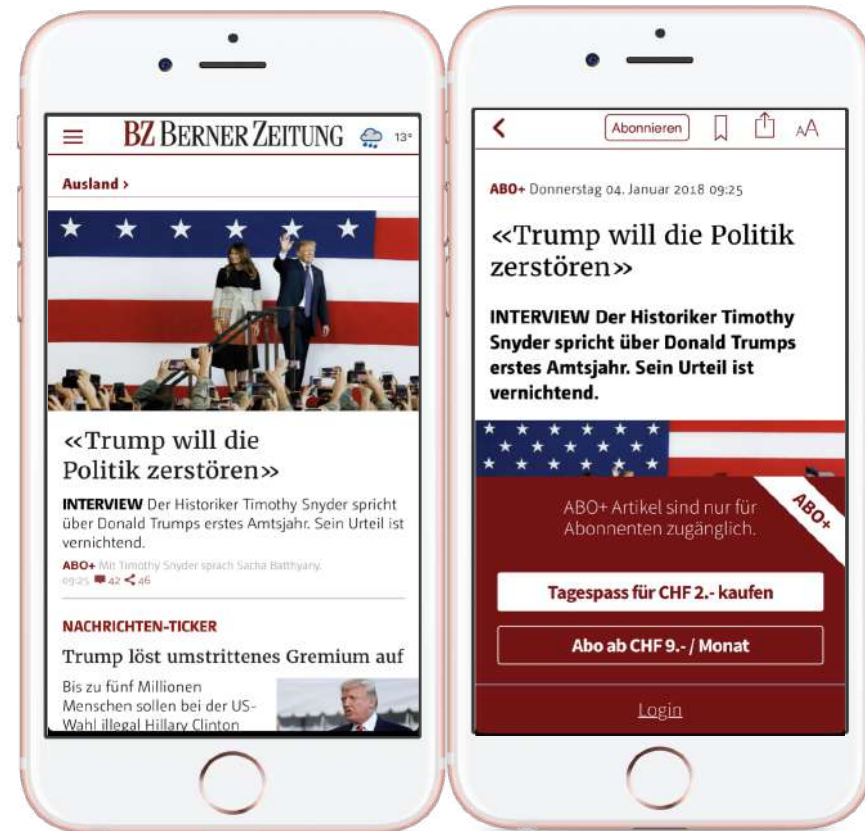 BZ BERNER ZEITUNG 13°
Ausland >
«Trump will die
Politik zerstören»
INTERVIEW Der Historiker Timothy Snyder spricht
über Donald Trumps erstes Amtsjahr. Sein Urteil ist
vernichtend.
ABO+ Mit Timothy Snyder sprach Sacha Batthyany.
09:25 42 46
NACHRICHTEN-TICKER
Trump löst umstrittenes Gremium auf
Bis zu fünf Millionen
Menschen sollen bei der US-
Wahl illegal Hillary Clinton
Abonnieren AA
ABO+ Donnerstag 04. Januar 2018 09:25
«Trump will die Politik
zerstören»
INTERVIEW Der Historiker Timothy
Snyder spricht über Donald Trumps
erstes Amtsjahr. Sein Urteil ist
vernichtend.
ABO+ Artikel sind nur für
Abonnenten zugänglich.
ABO+
Tagespass für CHF 2.- kaufen
Abo ab CHF 9.- / Monat
Login